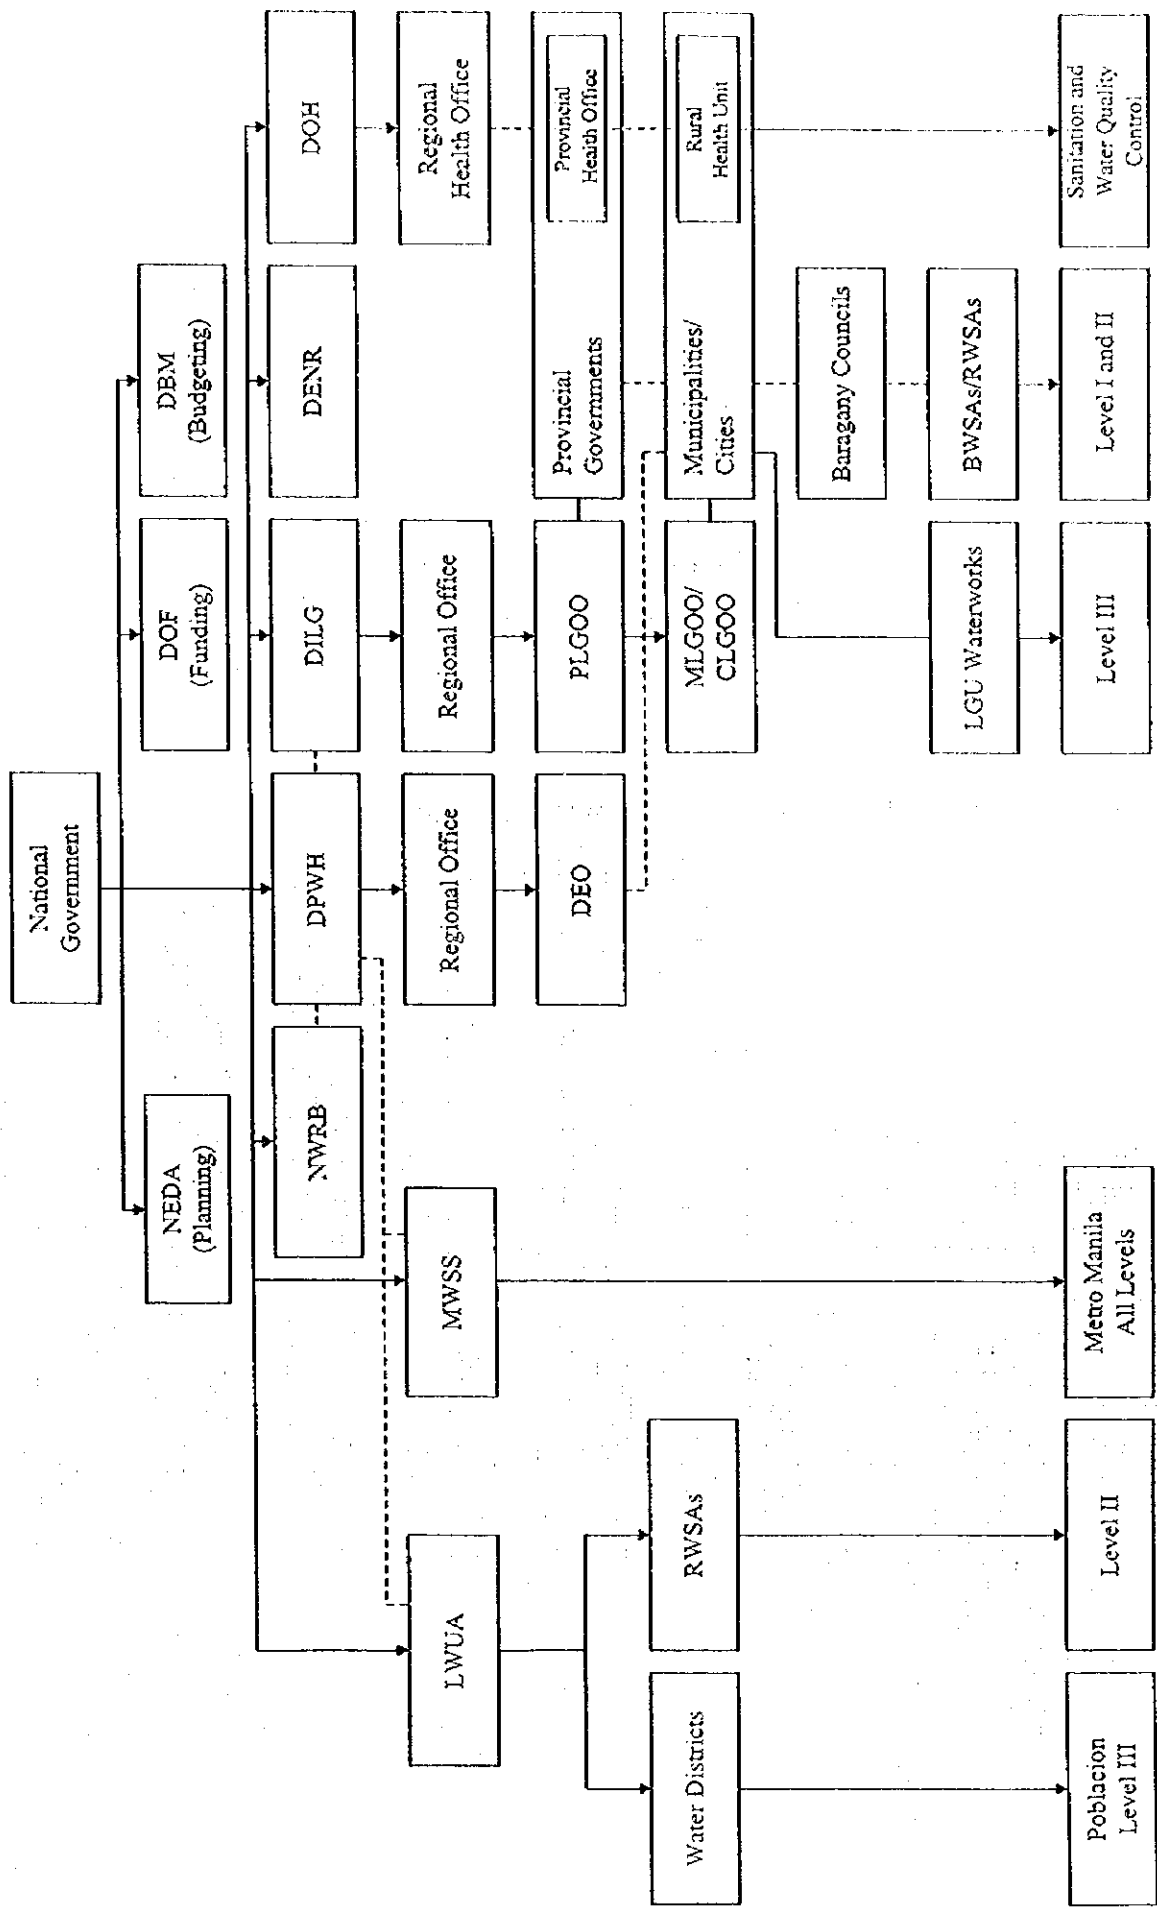 National
Government
NEDA
(Planning)
DOF
(Funding)
DBM
(Budgeting)
NWRB
DPWH
DILG
DENR
DOH
LWUA
MWSS
Regional Office
Regional Office
Regional
Health Office
DEO
PLGOO
Provincial
Governments
Provincial
Health Office
Water Districts
RWSAs
MLGOO/
CLGOO
Municipalities/
Cities
Rural
Health Unit
Baragany Councils
LGU Waterworks
BWSAs/RWSAs
Poblacion
Level III
Level II
Metro Manila
All Levels
Level III
Level I and II
Sanitation and
Water Quality
Control